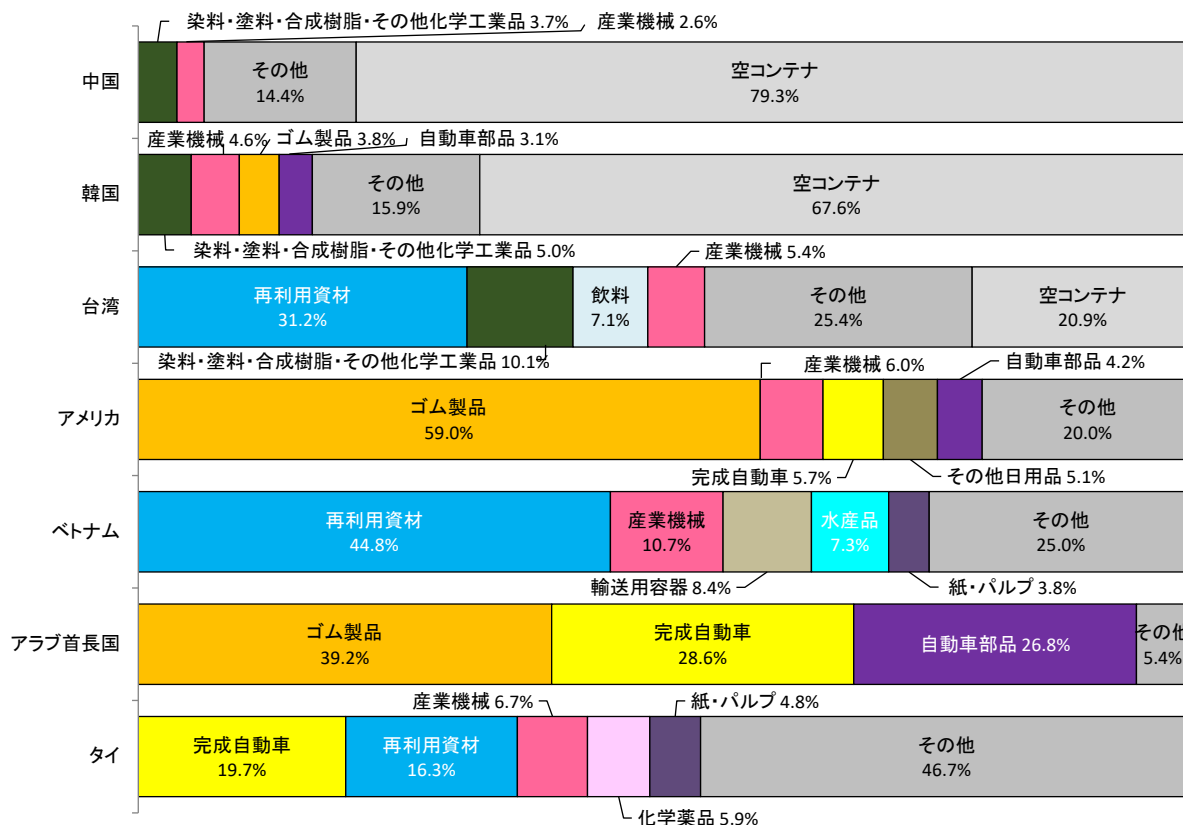 染料・塗料・合成樹脂・その他化学工業品 3.7%
産業機械 2.6%
中国
その他
14.4%
空コンテナ
79.3%
産業機械 4.6%
ゴム製品 3.8%
自動車部品 3.1%
韓国
その他
15.9%
空コンテナ
67.6%
染料・塗料・合成樹脂・その他化学工業品 5.0%
産業機械 5.4%
台湾
再利用資材
31.2%
飲料
7.1%
その他
25.4%
空コンテナ
20.9%
染料・塗料・合成樹脂・その他化学工業品 10.1%
産業機械 6.0%
自動車部品 4.2%
アメリカ
ゴム製品
59.0%
その他
20.0%
完成自動車 5.7%
その他日用品 5.1%
ベトナム
再利用資材
44.8%
産業機械
10.7%
水産品
7.3%
その他
25.0%
輸送用容器 8.4%
紙・パルプ 3.8%
アラブ首長国
ゴム製品
39.2%
完成自動車
28.6%
自動車部品 26.8%
その他
5.4%
産業機械 6.7%
紙・パルプ 4.8%
タイ
完成自動車
19.7%
再利用資材
16.3%
その他
46.7%
化学薬品 5.9%